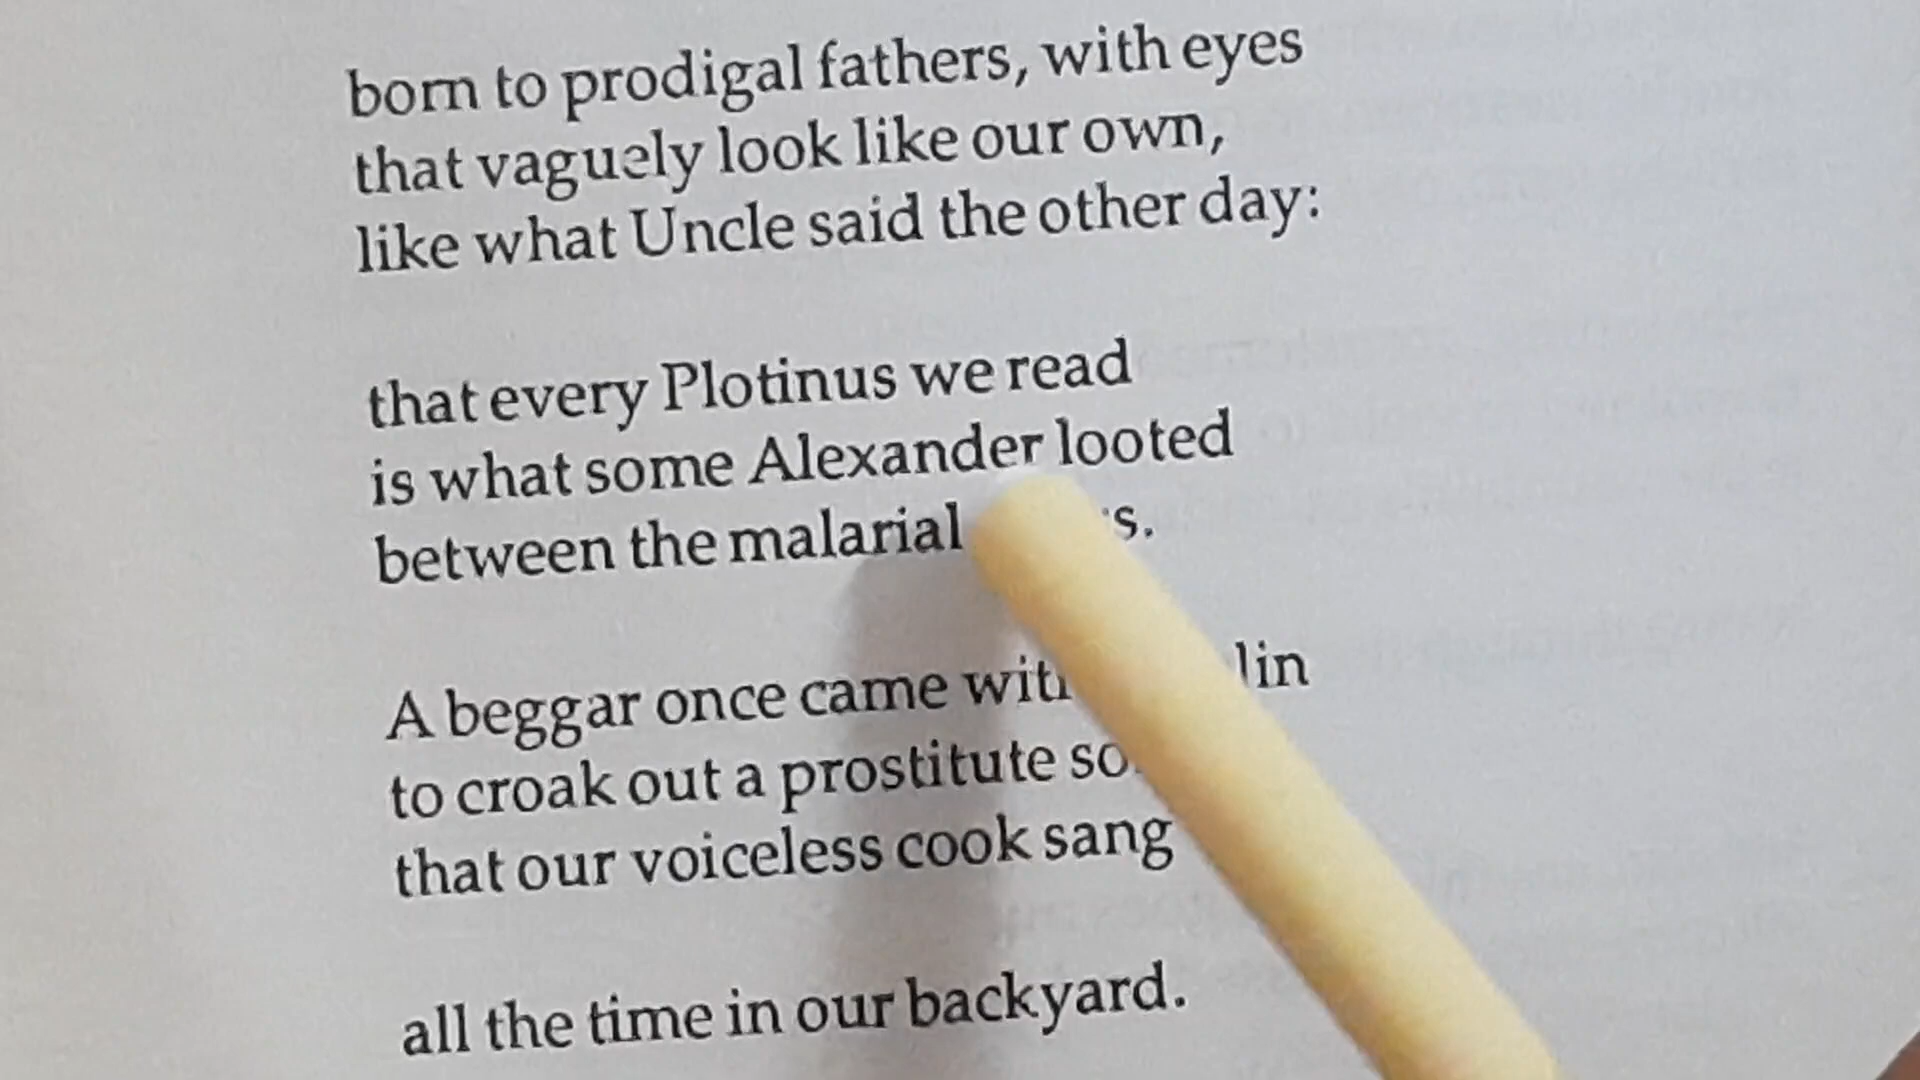 born to prodigal fathers, with eyes
that vaguely look like our own,
like what Uncle said the other day:
that every Plotinus we read
is what some Alexander looted
between the malarial
A beggar once came
to croak out a prostitute
that our voiceless cook sang
all the time in our backyard.